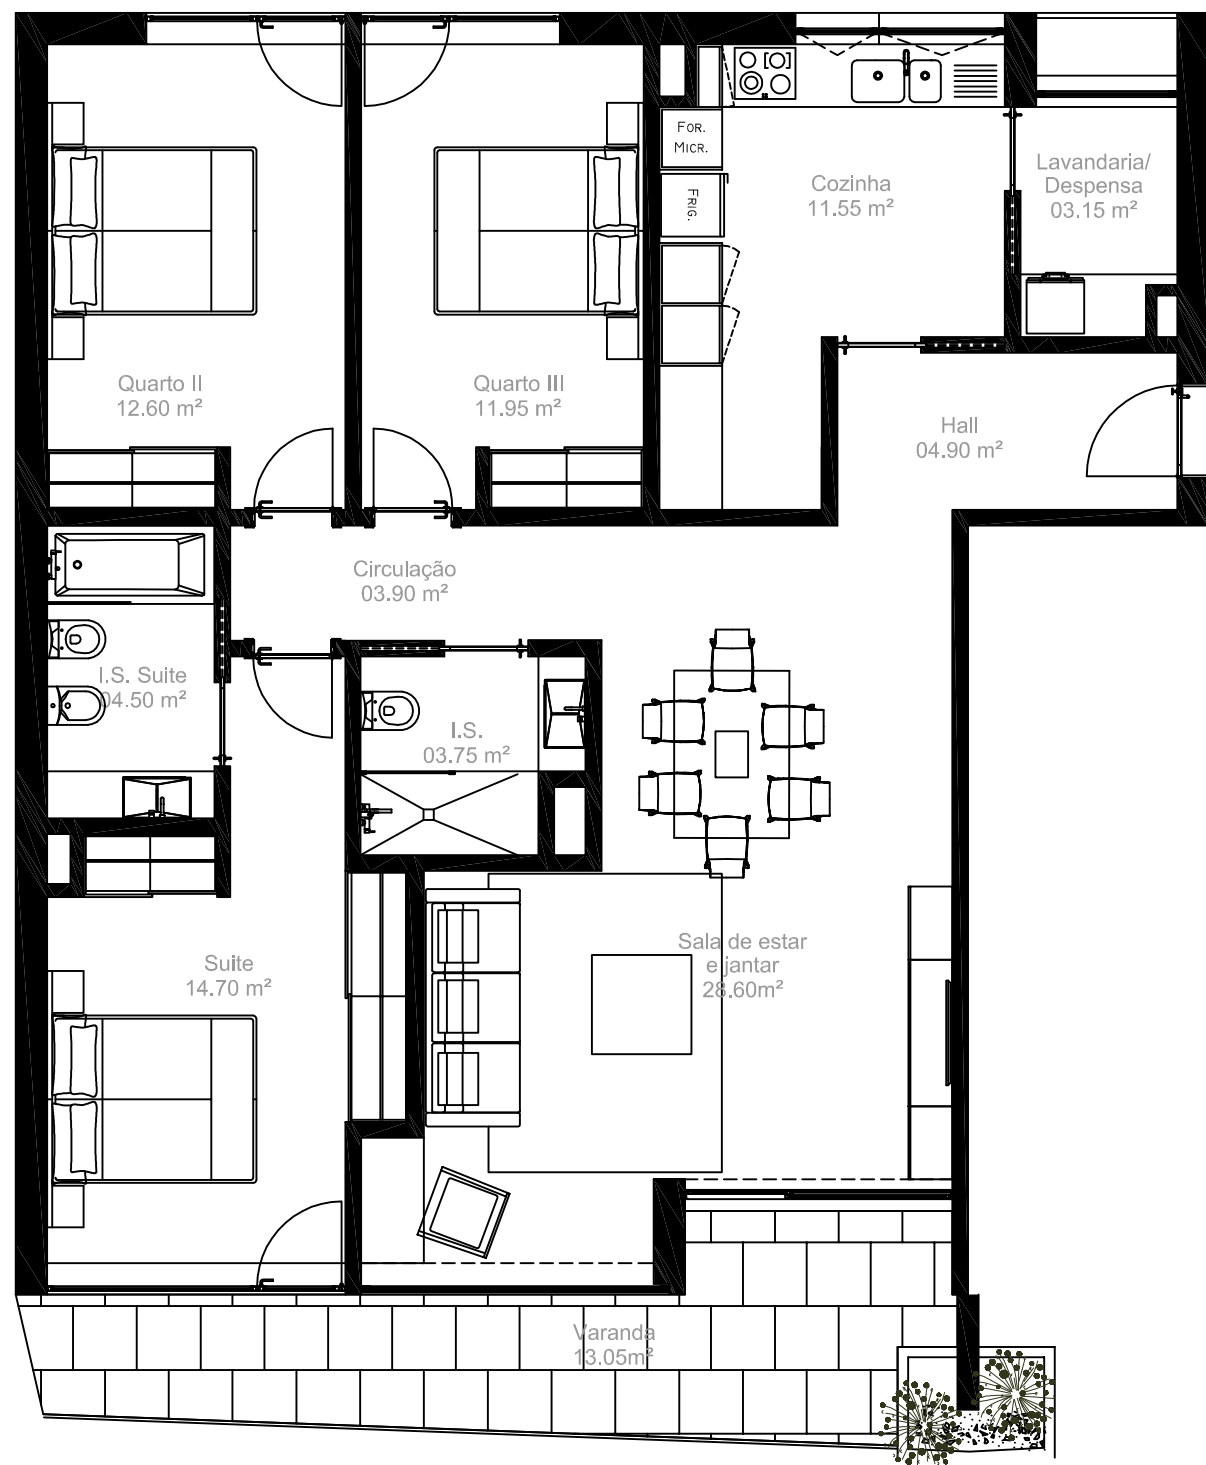 For.
Micr.
Frig.
Cozinha
11.55 m²
Lavandaria/
Despensa
03.15 m²
Quarto II
12.60 m²
Quarto III
11.95 m²
Hall
04.90 m²
Circulação
03.90 m²
I.S. Suite
04.50 m²
I.S.
03.75 m²
Suite
14.70 m²
Sala de estar
e jantar
28.60m²
Varanda
13.05m²